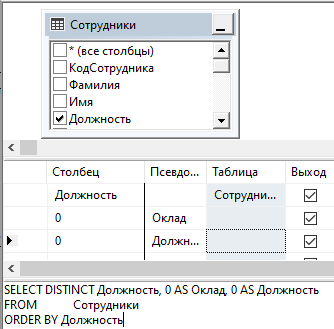 Сотрудники
* (все столбцы)
КодСотрудника
Фамилия
Имя
Должность
Столбец Псевдо... Таблица Выход
Должность Сотрудни...
0 Оклад
0 Должн...
SELECT DISTINCT Должность, 0 AS Оклад, 0 AS Должность
FROM Сотрудники
ORDER BY Должность